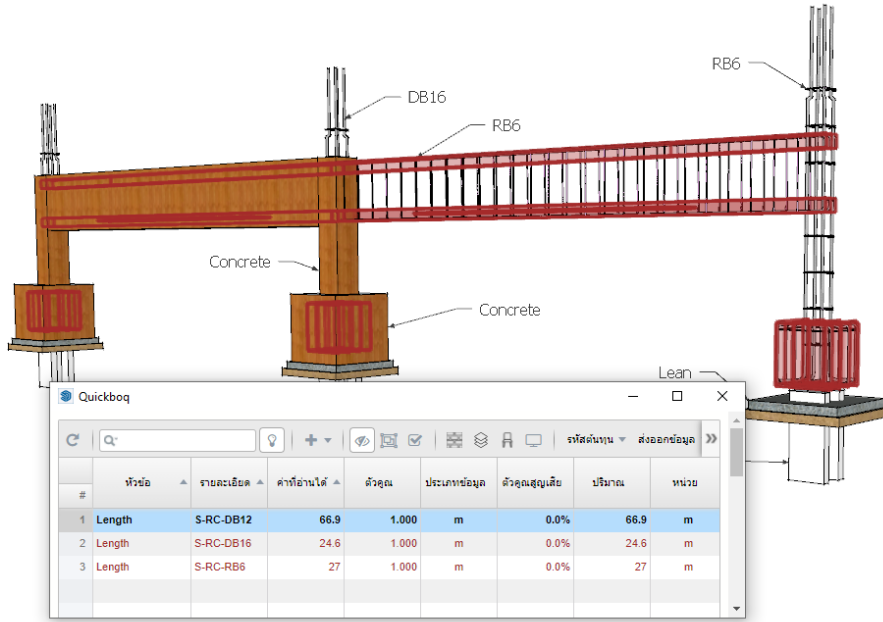 RB6
DB16
RB6
Concrete
Concrete
Lean
Quickboq
รหัสต้นทุน ส่งออกข้อมูล »
# หัวข้อ รายละเอียด ค่าที่อ่านได้ ตัวคูณ ประเภทข้อมูล ตัวคูณสูญเสีย ปริมาณ หน่วย
1 Length S-RC-DB12 66.9 1.000 m 0.0% 66.9 m
2 Length S-RC-DB16 24.6 1.000 m 0.0% 24.6 m
3 Length S-RC-RB6 27 1.000 m 0.0% 27 m